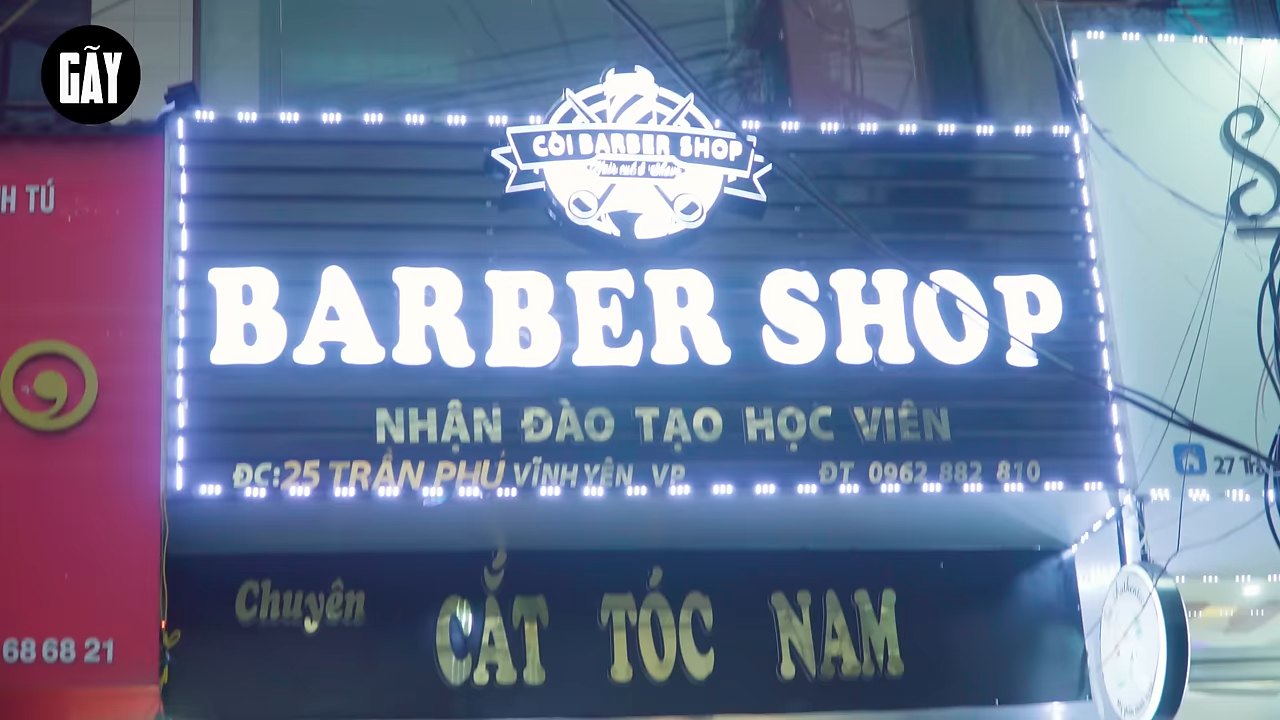 GÃY
CÒI BARBER SHOP
BARBER SHOP
NHẬN ĐÀO TẠO HỌC VIÊN
ĐC:25 TRẦN PHÚ VĨNH YÊN VP ĐT 0962 882 810
Chuyên
CẮT TÓC NAM
H TÚ
68 68 21
S
27 Tr
Authentic